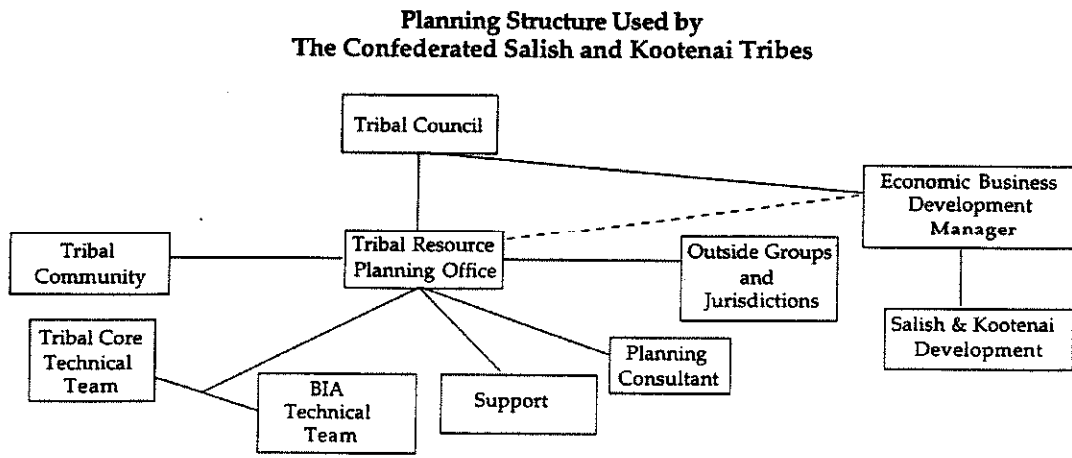 Planning Structure Used by
The Confederated Salish and Kootenai Tribes
Tribal Council
Economic Business
Development
Manager
Tribal
Community
Tribal Resource
Planning Office
Outside Groups
and
Jurisdictions
Salish & Kootenai
Development
Tribal Core
Technical
Team
BIA
Technical
Team
Support
Planning
Consultant